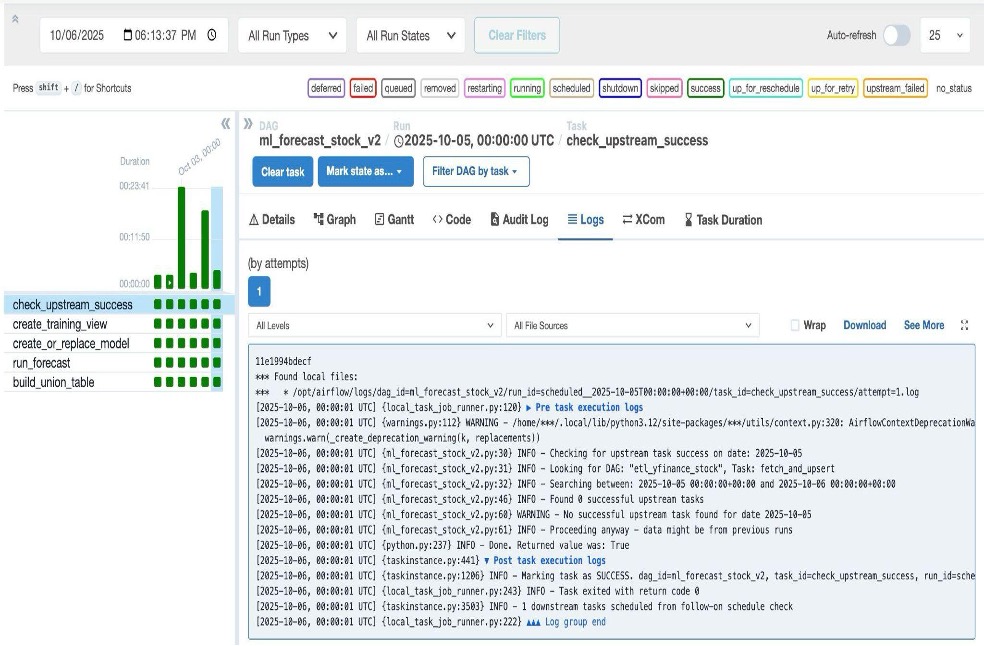 10/06/2025 06:13:37 PM
All Run Types
All Run States
Clear Filters
Auto-refresh
25
Press shift + / for Shortcuts
deferred failed queued removed restarting running scheduled shutdown skipped success up_for_reschedule up_for_retry upstream_failed no_status
Duration
Oct 03, 00:00
00:23:41
00:11:50
00:00:00
check_upstream_success
create_training_view
create_or_replace_model
run_forecast
build_union_table
DAG Run Task
ml_forecast_stock_v2 / 2025-10-05, 00:00:00 UTC / check_upstream_success
Clear task Mark state as... Filter DAG by task
Details Graph Gantt Code Audit Log Logs XCom Task Duration
(by attempts)
1
All Levels All File Sources Wrap Download See More
11e1994bdecf
*** Found local files:
*** * /opt/airflow/logs/dag_id=ml_forecast_stock_v2/run_id=scheduled__2025-10-05T00:00:00+00:00/task_id=check_upstream_success/attempt=1.log
[2025-10-06, 00:00:01 UTC] {local_task_job_runner.py:120} ▶ Pre task execution logs
[2025-10-06, 00:00:01 UTC] {warnings.py:112} WARNING - /home/***/.local/lib/python3.12/site-packages/***/utils/context.py:320: AirflowContextDeprecationWa
warnings.warn(_create_deprecation_warning(k, replacements))
[2025-10-06, 00:00:01 UTC] {ml_forecast_stock_v2.py:30} INFO - Checking for upstream task success on date: 2025-10-05
[2025-10-06, 00:00:01 UTC] {ml_forecast_stock_v2.py:31} INFO - Looking for DAG: "etl_yfinance_stock", Task: fetch_and_upsert
[2025-10-06, 00:00:01 UTC] {ml_forecast_stock_v2.py:32} INFO - Searching between: 2025-10-05 00:00:00+00:00 and 2025-10-06 00:00:00+00:00
[2025-10-06, 00:00:01 UTC] {ml_forecast_stock_v2.py:46} INFO - Found 0 successful upstream tasks
[2025-10-06, 00:00:01 UTC] {ml_forecast_stock_v2.py:60} WARNING - No successful upstream task found for date 2025-10-05
[2025-10-06, 00:00:01 UTC] {ml_forecast_stock_v2.py:61} INFO - Proceeding anyway - data might be from previous runs
[2025-10-06, 00:00:01 UTC] {python.py:237} INFO - Done. Returned value was: True
[2025-10-06, 00:00:01 UTC] {taskinstance.py:441} ▼ Post task execution logs
[2025-10-06, 00:00:01 UTC] {taskinstance.py:1206} INFO - Marking task as SUCCESS. dag_id=ml_forecast_stock_v2, task_id=check_upstream_success, run_id=sche
[2025-10-06, 00:00:01 UTC] {local_task_job_runner.py:243} INFO - Task exited with return code 0
[2025-10-06, 00:00:01 UTC] {taskinstance.py:3503} INFO - 1 downstream tasks scheduled from follow-on schedule check
[2025-10-06, 00:00:01 UTC] {local_task_job_runner.py:222} ▲▲▲ Log group end